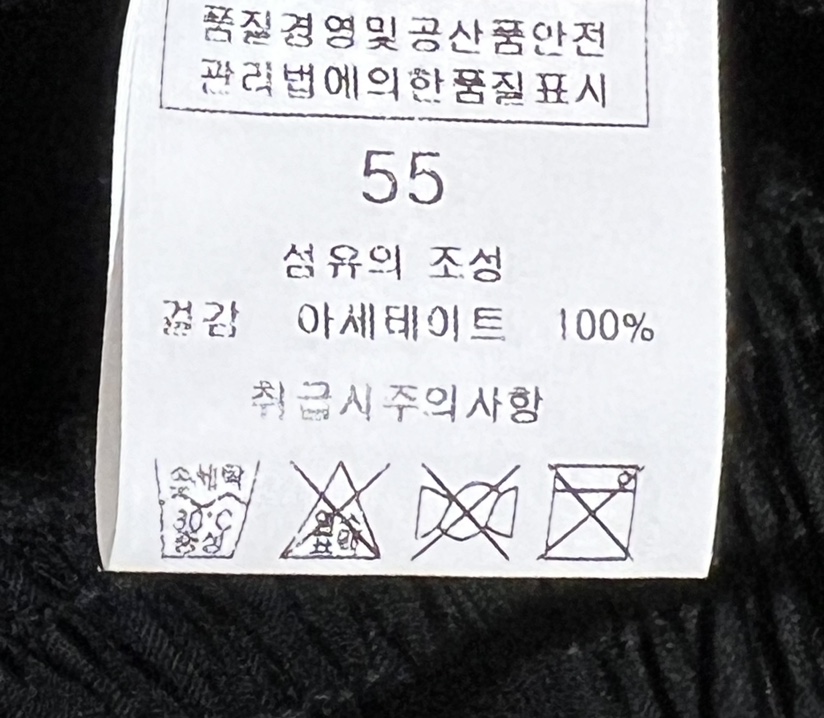 품질경영및공산품안전
관리법에의한품질표시
55
섬유의 조성
겉감 아세테이트 100%
취급시주의사항
손세탁
30°C
중성
염소
표백